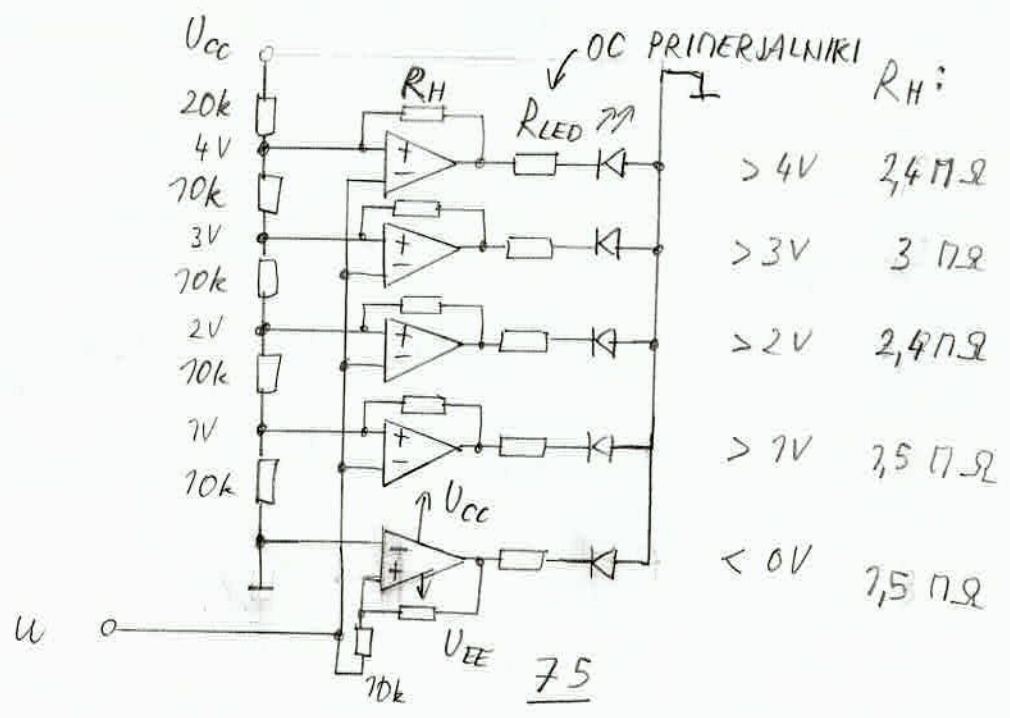 UCC
OC PRIMERJALNIKI
RH
RLED
RH:
20k
4V
+
−
> 4V
2,4 MΩ
10k
3V
+
−
> 3V
3 MΩ
10k
2V
+
−
> 2V
2,4 MΩ
10k
1V
+
−
> 1V
1,5 MΩ
10k
UCC
−
+
< 0V
1,5 MΩ
u
UEE
10k
75